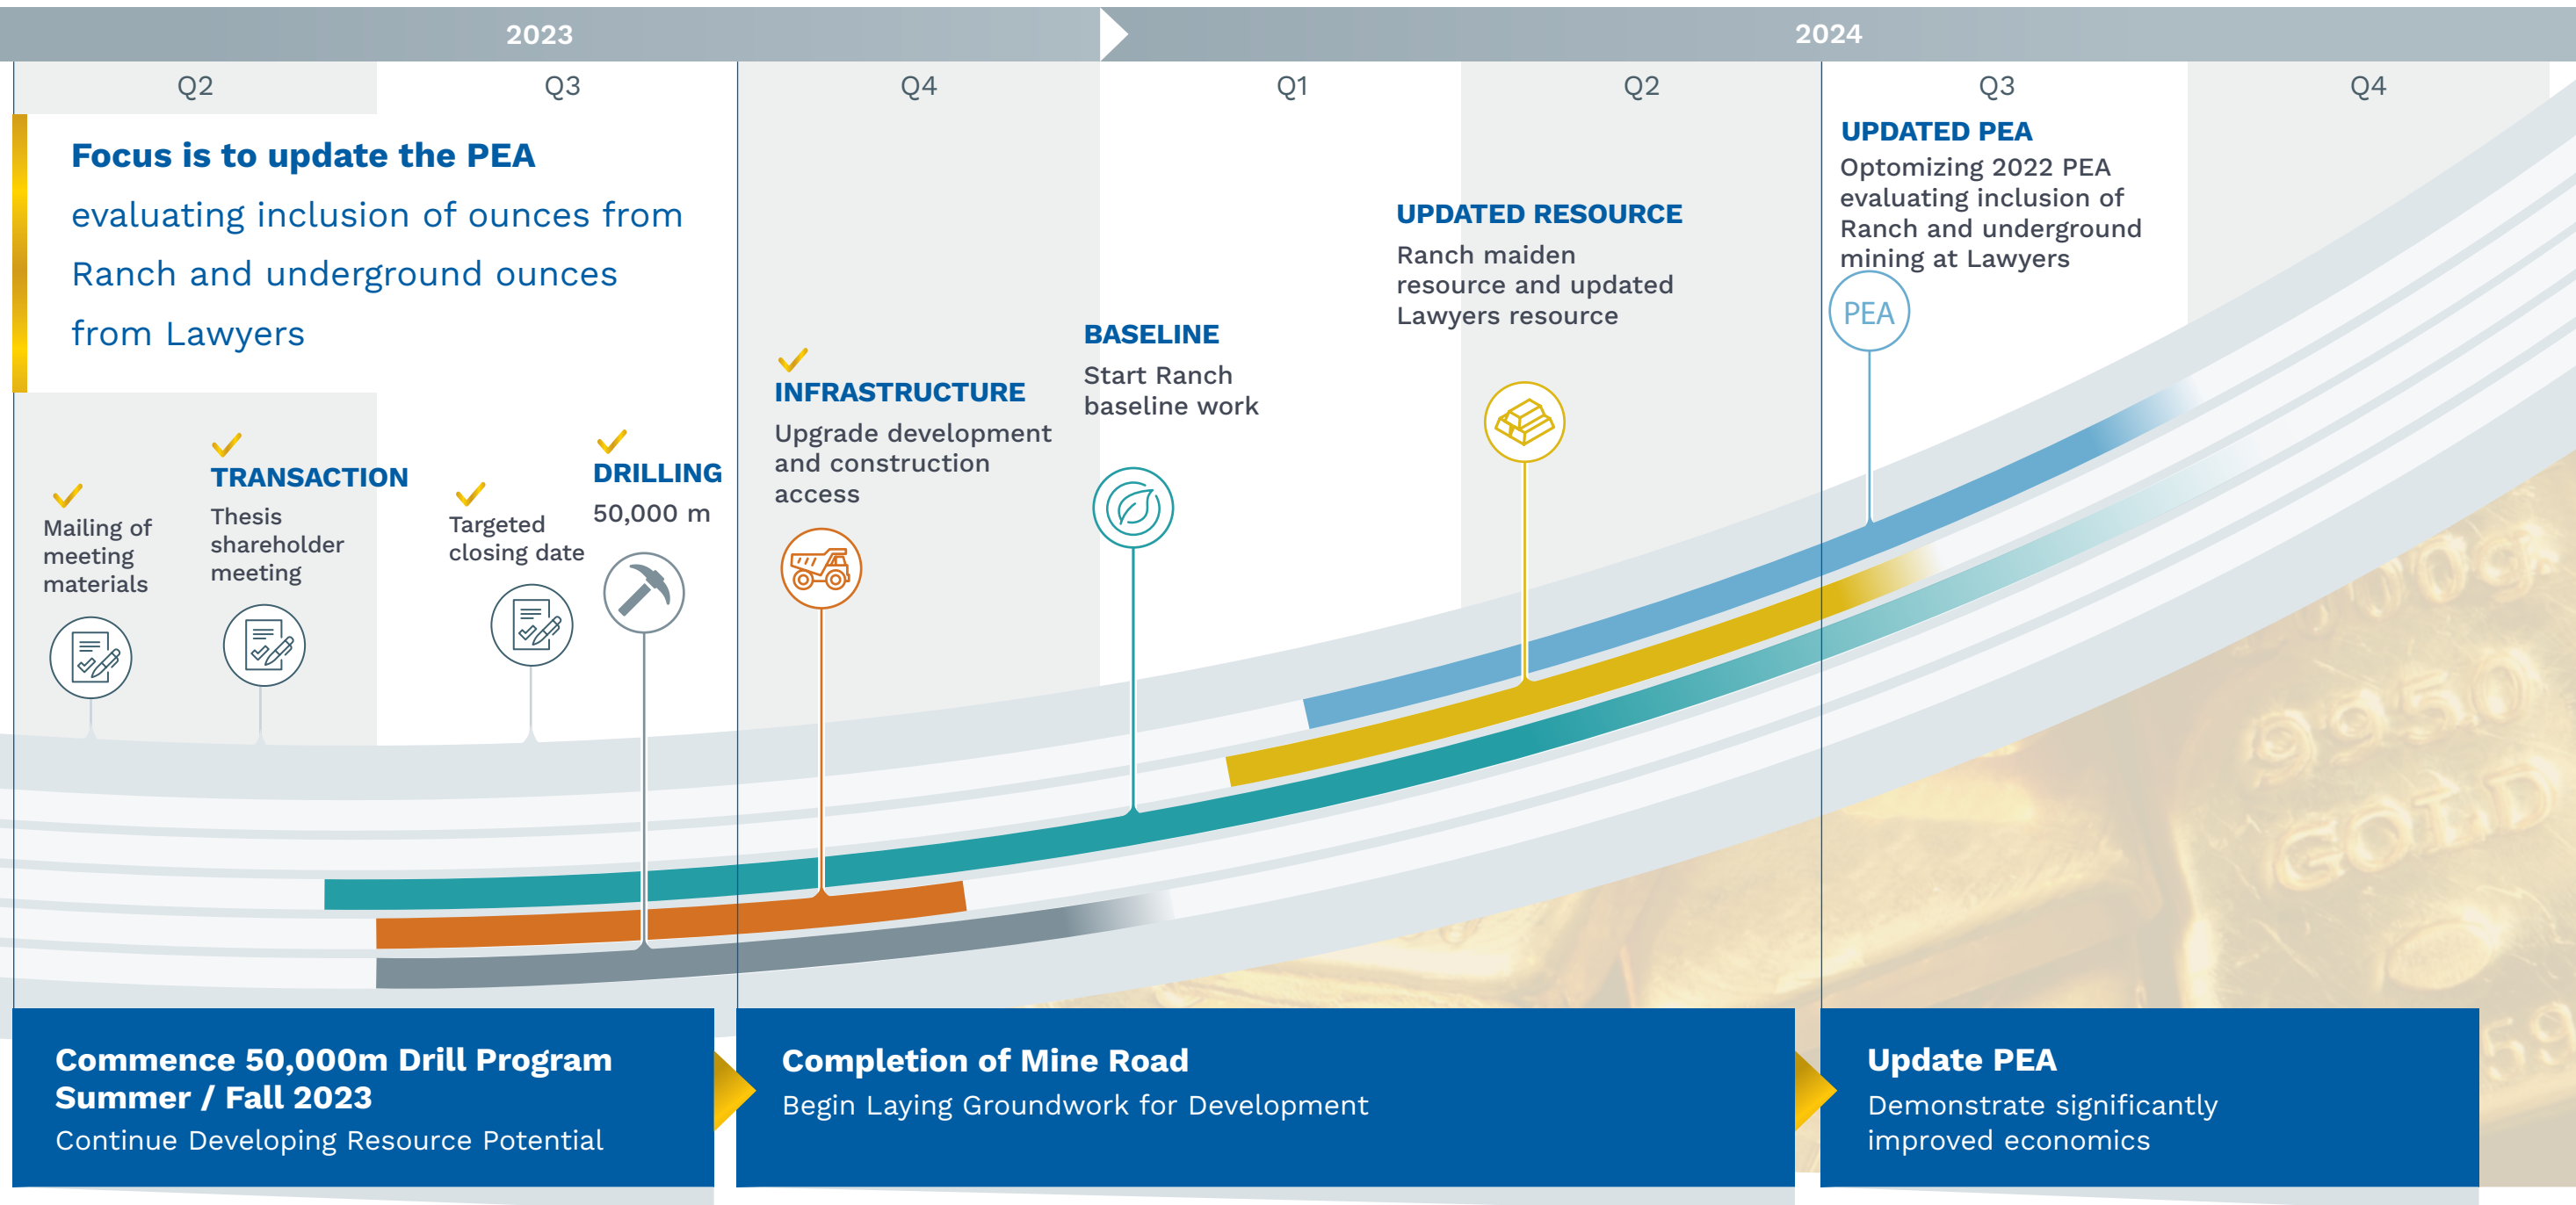 2023
2024
Q2
Q3
Q4
Q1
Q2
Q3
Q4
Focus is to update the PEA
evaluating inclusion of ounces from
Ranch and underground ounces
from Lawyers
Mailing of
meeting
materials
TRANSACTION
Thesis
shareholder
meeting
Targeted
closing date
DRILLING
50,000 m
INFRASTRUCTURE
Upgrade development
and construction
access
BASELINE
Start Ranch
baseline work
UPDATED RESOURCE
Ranch maiden
resource and updated
Lawyers resource
UPDATED PEA
Optomizing 2022 PEA
evaluating inclusion of
Ranch and underground
mining at Lawyers
PEA
009
9950
GOLD
59
Commence 50,000m Drill Program
Summer / Fall 2023
Continue Developing Resource Potential
Completion of Mine Road
Begin Laying Groundwork for Development
Update PEA
Demonstrate significantly
improved economics